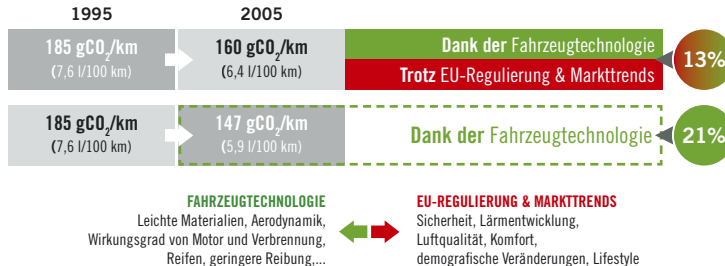 1995
2005
185 gCO₂/km
(7,6 l/100 km)
160 gCO₂/km
(6,4 l/100 km)
Dank der Fahrzeugtechnologie
Trotz EU-Regulierung & Markttrends
13%
185 gCO₂/km
(7,6 l/100 km)
147 gCO₂/km
(5,9 l/100 km)
Dank der Fahrzeugtechnologie
21%
FAHRZEUGTECHNOLOGIE
Leichte Materialien, Aerodynamik,
Wirkungsgrad von Motor und Verbrennung,
Reifen, geringere Reibung,...
EU-REGULIERUNG & MARKTTRENDS
Sicherheit, Lärmentwicklung,
Luftqualität, Komfort,
demografische Veränderungen, Lifestyle